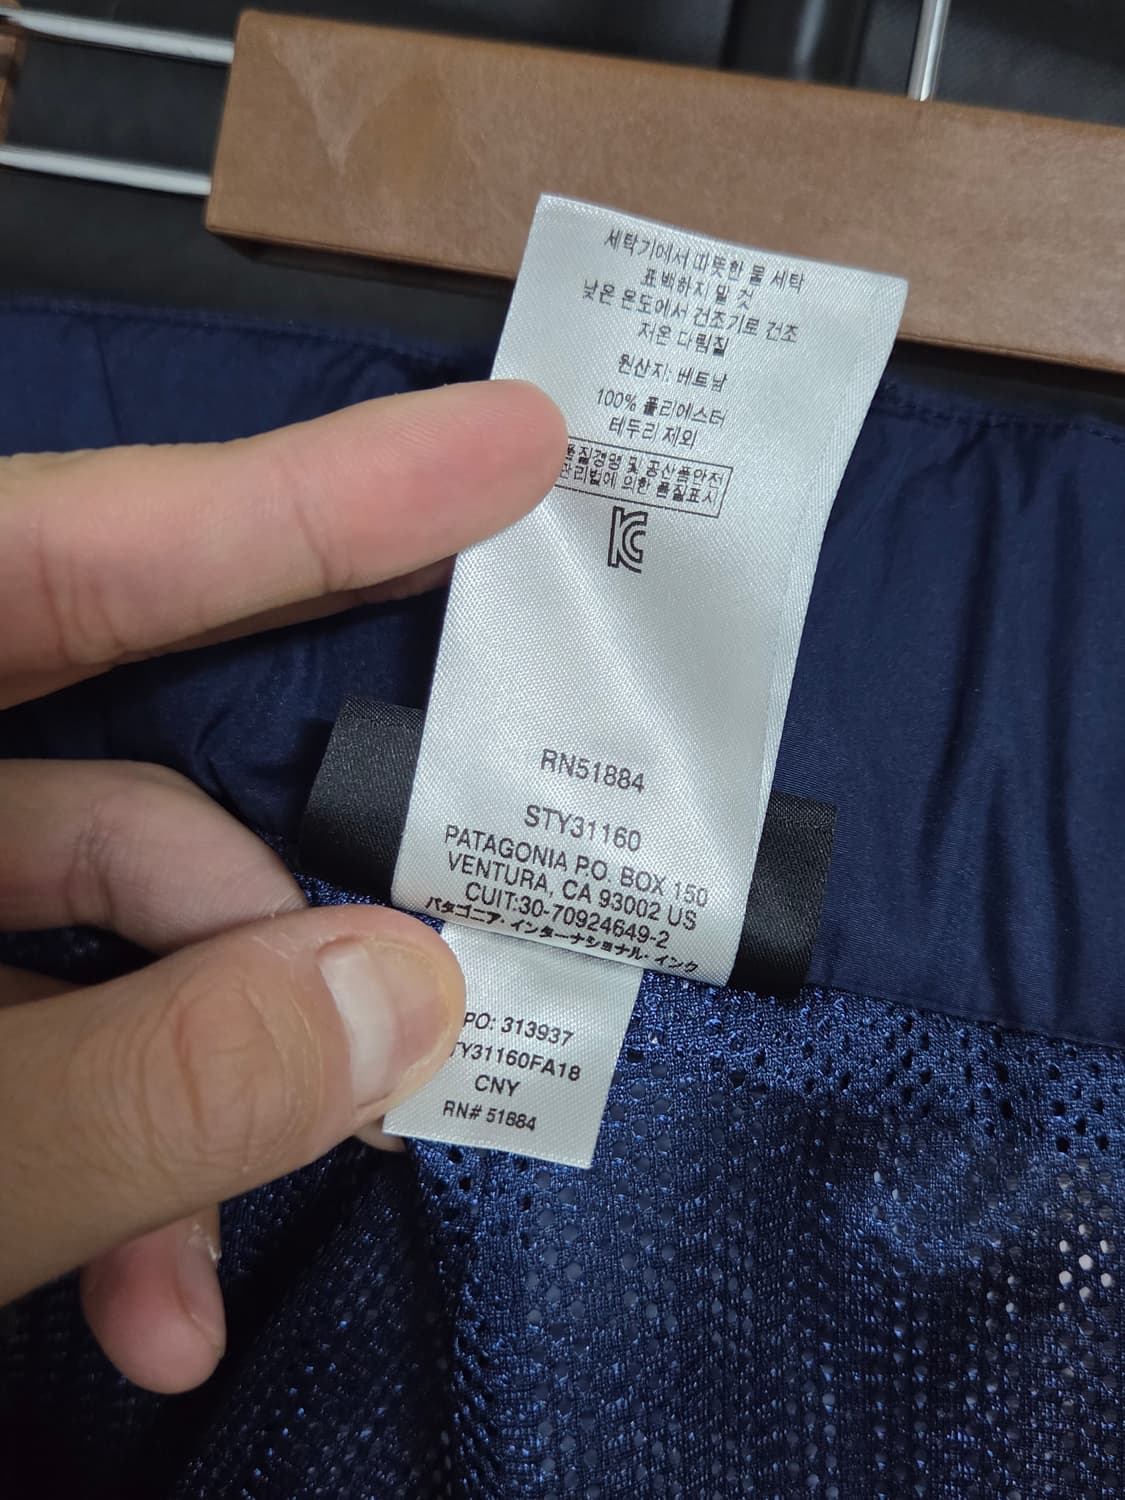 세탁기에서 따뜻한 물 세탁
표백하지 말 것
낮은 온도에서 건조기로 건조
저온 다림질
원산지: 베트남
100% 폴리에스터
테두리 제외
품질경영 및 공산품안전
관리법에 의한 품질표시
KC
RN51884
STY31160
PATAGONIA P.O. BOX 150
VENTURA, CA 93002 US
CUIT:30-70924649-2
パタゴニア・インターナショナル・インク
PO: 313937
TY31160FA18
CNY
RN# 51884